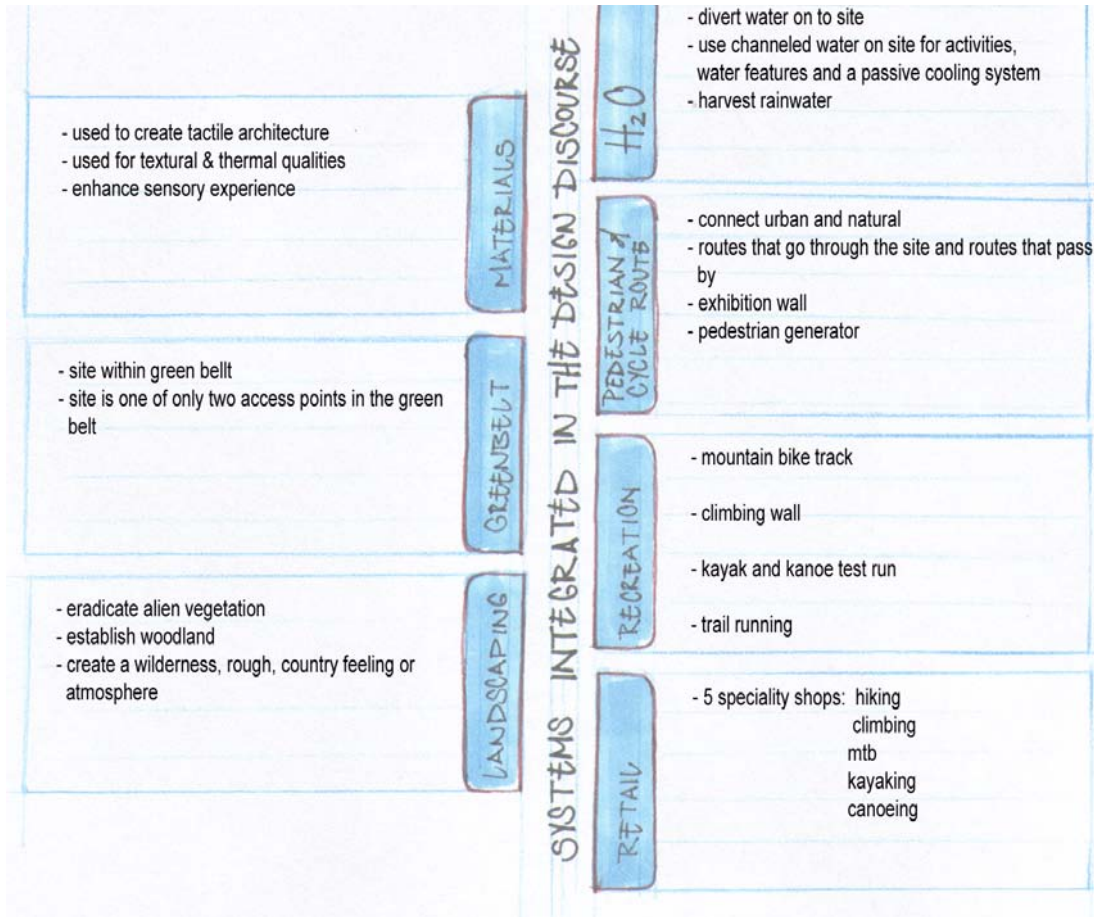 - used to create tactile architecture
- used for textural & thermal qualities
- enhance sensory experience
MATERIALS
- site within green bellt
- site is one of only two access points in the green
belt
GREENBELT
- eradicate alien vegetation
- establish woodland
- create a wilderness, rough, country feeling or
atmosphere
LANDSCAPING
SYSTEMS INTEGRATED IN THE DESIGN DISCOURSE
- divert water on to site
- use channeled water on site for activities,
water features and a passive cooling system
- harvest rainwater
H2O
- connect urban and natural
- routes that go through the site and routes that pass
by
- exhibition wall
- pedestrian generator
PEDESTRIAN &
CYCLE ROUTE
- mountain bike track
- climbing wall
- kayak and kanoe test run
- trail running
RECREATION
- 5 speciality shops: hiking
climbing
mtb
kayaking
canoeing
RETAIL